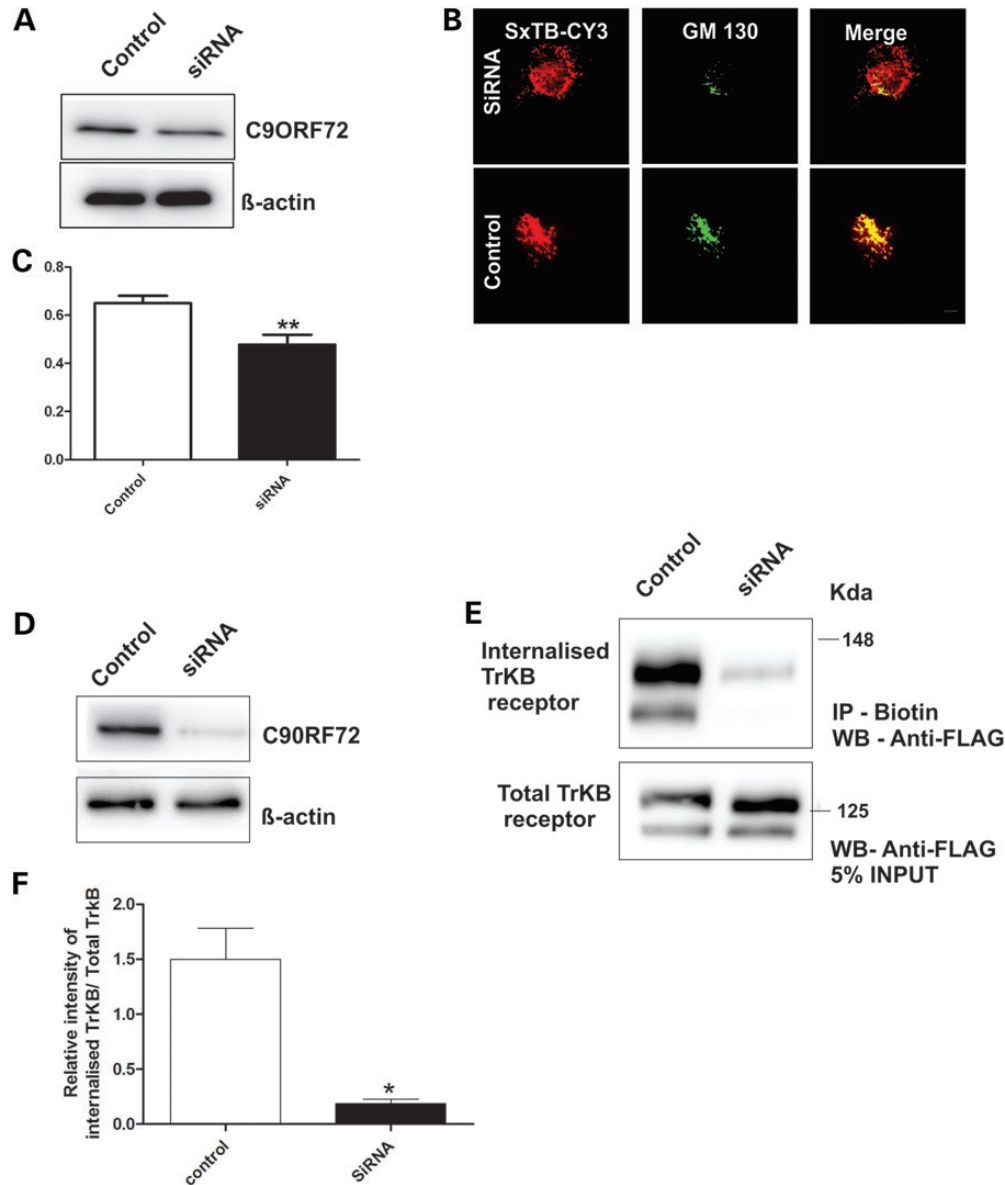 A
Control
siRNA
C9ORF72
ß-actin
B
SxTB-CY3
GM 130
Merge
SiRNA
Control
C
0.8
0.6
0.4
0.2
0.0
**
Control
siRNA
D
Control
siRNA
C90RF72
ß-actin
E
Control
siRNA
Kda
Internalised
TrKB
receptor
148
IP - Biotin
WB - Anti-FLAG
Total TrKB
receptor
125
WB- Anti-FLAG
5% INPUT
F
Relative intensity of
internalised TrKB/ Total TrkB
2.0
1.5
1.0
0.5
0.0
*
control
SiRNA